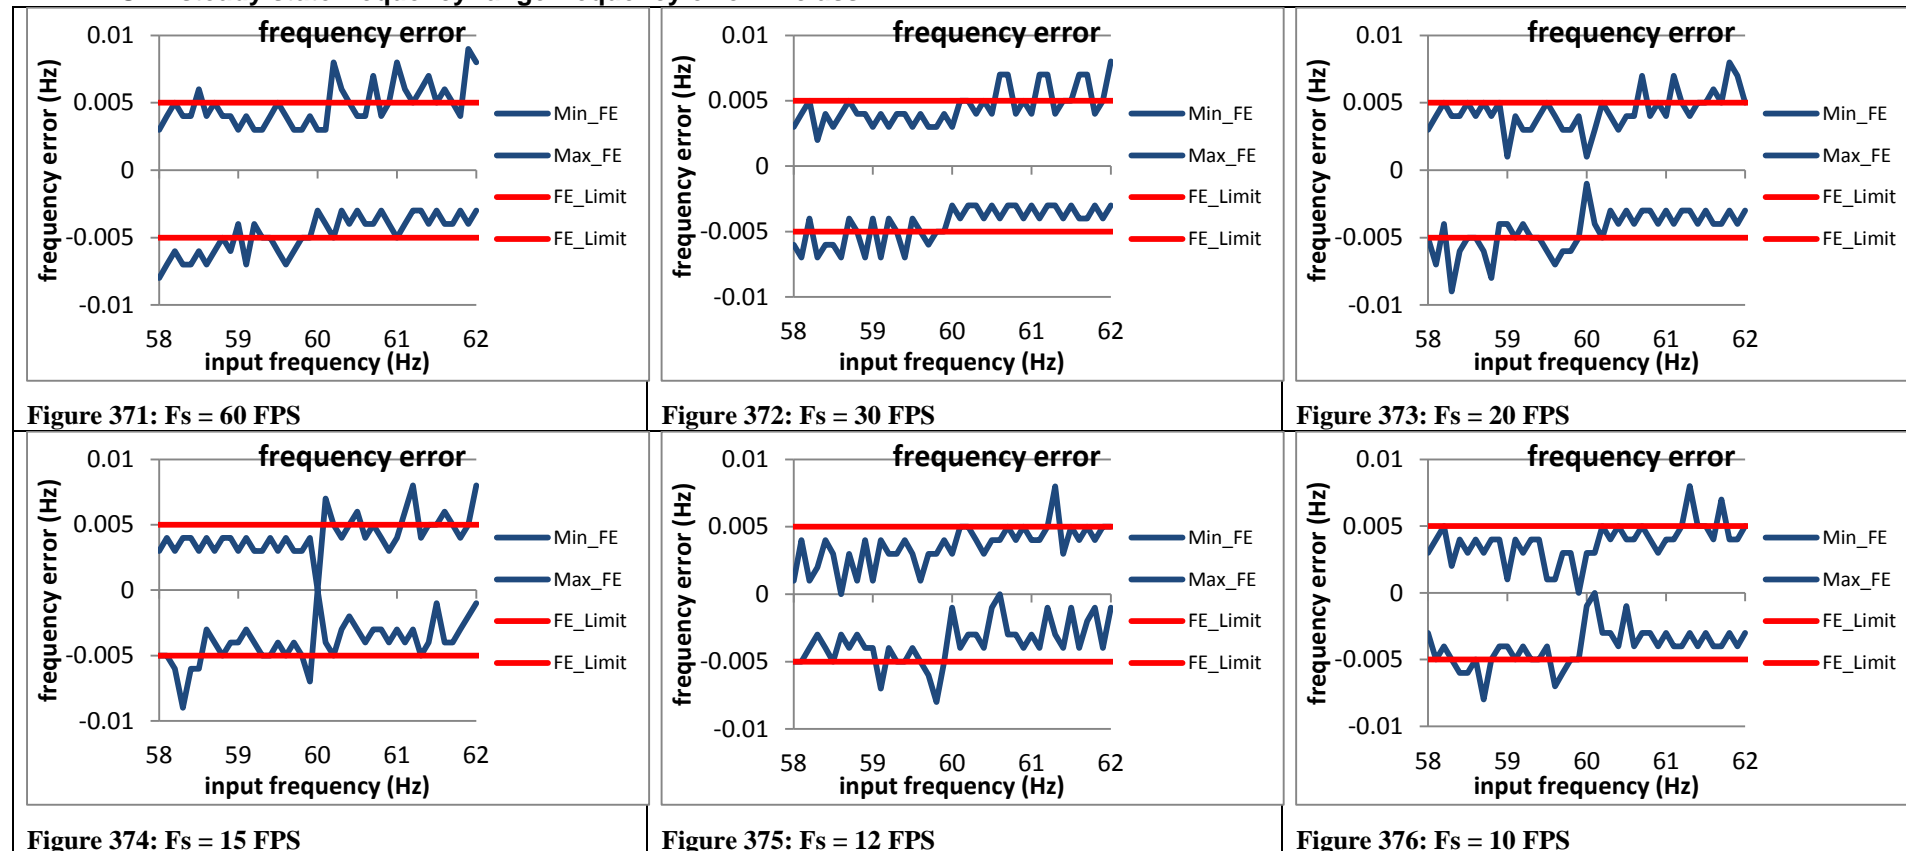 frequency error
0.01
0.005
0
-0.005
-0.01
frequency error (Hz)
58 59 60 61 62
input frequency (Hz)
Min_FE
Max_FE
FE_Limit
FE_Limit
Figure 371: Fs = 60 FPS
frequency error
0.01
0.005
0
-0.005
-0.01
frequency error (Hz)
58 59 60 61 62
input frequency (Hz)
Min_FE
Max_FE
FE_Limit
FE_Limit
Figure 372: Fs = 30 FPS
frequency error
0.01
0.005
0
-0.005
-0.01
frequency error (Hz)
58 59 60 61 62
input frequency (Hz)
Min_FE
Max_FE
FE_Limit
FE_Limit
Figure 373: Fs = 20 FPS
frequency error
0.01
0.005
0
-0.005
-0.01
frequency error (Hz)
58 59 60 61 62
input frequency (Hz)
Min_FE
Max_FE
FE_Limit
FE_Limit
Figure 374: Fs = 15 FPS
frequency error
0.01
0.005
0
-0.005
-0.01
frequency error (Hz)
58 59 60 61 62
input frequency (Hz)
Min_FE
Max_FE
FE_Limit
FE_Limit
Figure 375: Fs = 12 FPS
frequency error
0.01
0.005
0
-0.005
-0.01
frequency error (Hz)
58 59 60 61 62
input frequency (Hz)
Min_FE
Max_FE
FE_Limit
FE_Limit
Figure 376: Fs = 10 FPS